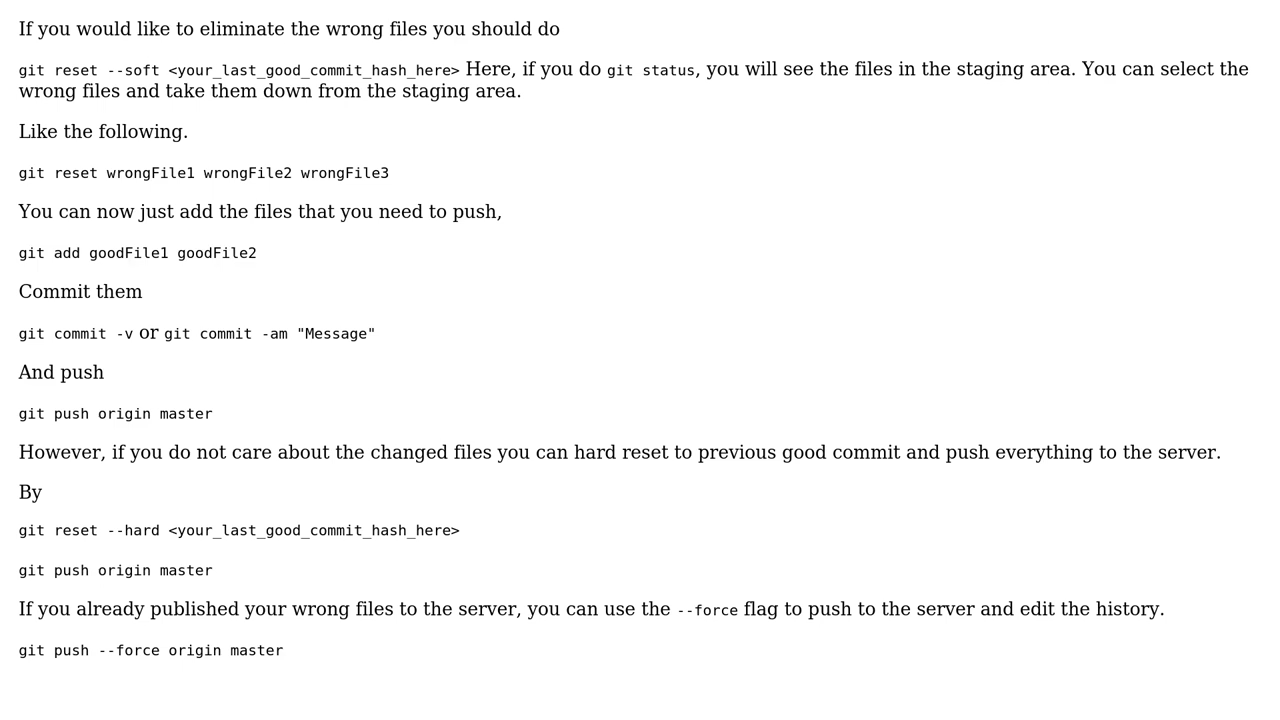 If you would like to eliminate the wrong files you should do
git reset --soft <your_last_good_commit_hash_here> Here, if you do git status, you will see the files in the staging area. You can select the
wrong files and take them down from the staging area.
Like the following.
git reset wrongFile1 wrongFile2 wrongFile3
You can now just add the files that you need to push,
git add goodFile1 goodFile2
Commit them
git commit -v or git commit -am "Message"
And push
git push origin master
However, if you do not care about the changed files you can hard reset to previous good commit and push everything to the server.
By
git reset --hard <your_last_good_commit_hash_here>
git push origin master
If you already published your wrong files to the server, you can use the --force flag to push to the server and edit the history.
git push --force origin master